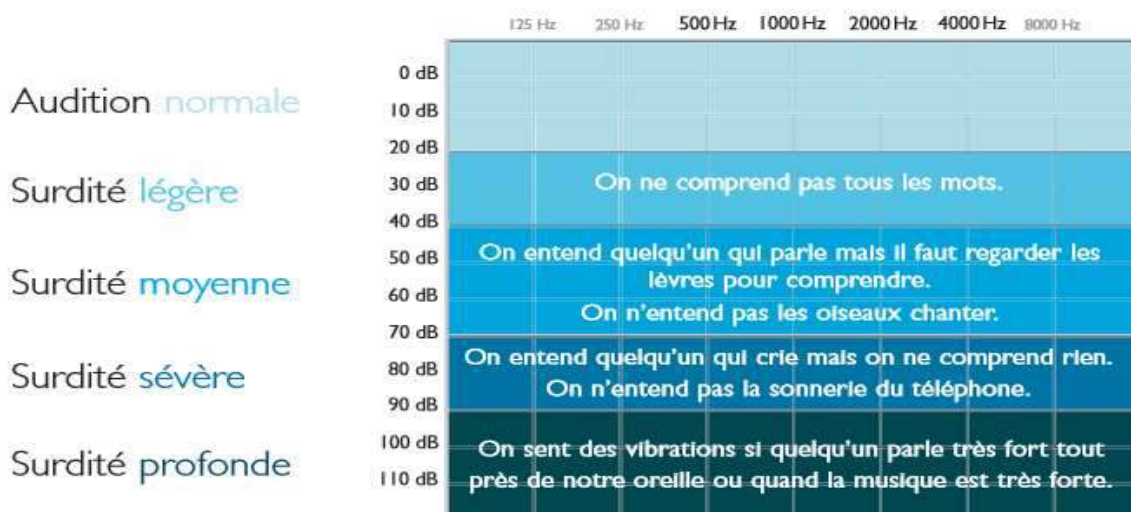 125 Hz 250 Hz 500 Hz 1000 Hz 2000 Hz 4000 Hz 8000 Hz
0 dB
Audition normale
10 dB
20 dB
Surdité légère
30 dB
On ne comprend pas tous les mots.
40 dB
Surdité moyenne
50 dB
60 dB
70 dB
On entend quelqu'un qui parle mais il faut regarder les
lèvres pour comprendre.
On n'entend pas les oiseaux chanter.
Surdité sévère
80 dB
90 dB
On entend quelqu'un qui crie mais on ne comprend rien.
On n'entend pas la sonnerie du téléphone.
Surdité profonde
100 dB
110 dB
On sent des vibrations si quelqu'un parle très fort tout
près de notre oreille ou quand la musique est très forte.